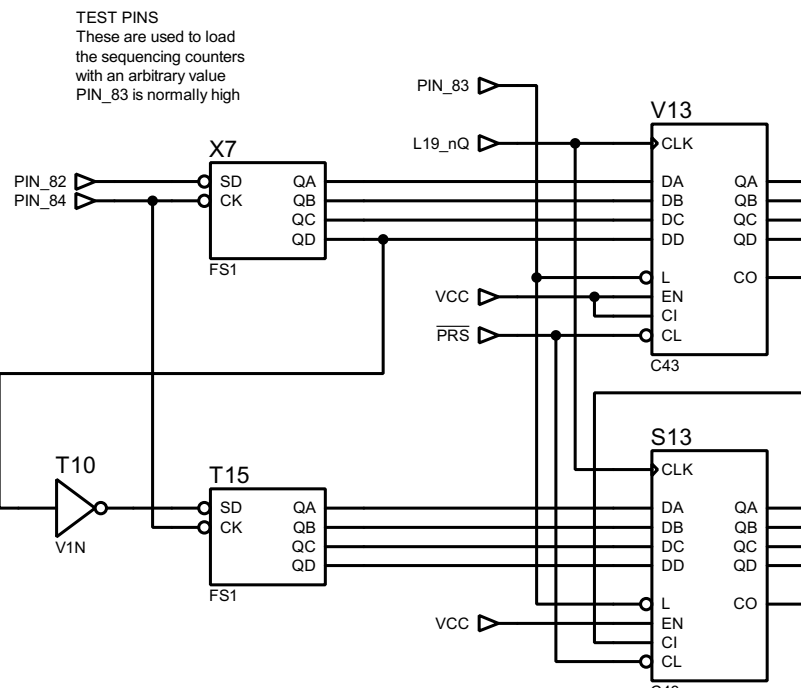 TEST PINS
These are used to load
the sequencing counters
with an arbitrary value
PIN_83 is normally high
PIN_83
V13
L19_nQ
CLK
X7
PIN_82
SD
QA
DA
QA
PIN_84
CK
QB
DB
QB
QC
DC
QC
QD
DD
QD
FS1
L
CO
VCC
EN
CI
PRS
CL
C43
S13
CLK
T10
T15
SD
QA
DA
QA
CK
QB
DB
QB
V1N
QC
DC
QC
QD
DD
QD
FS1
L
CO
VCC
EN
CI
CL